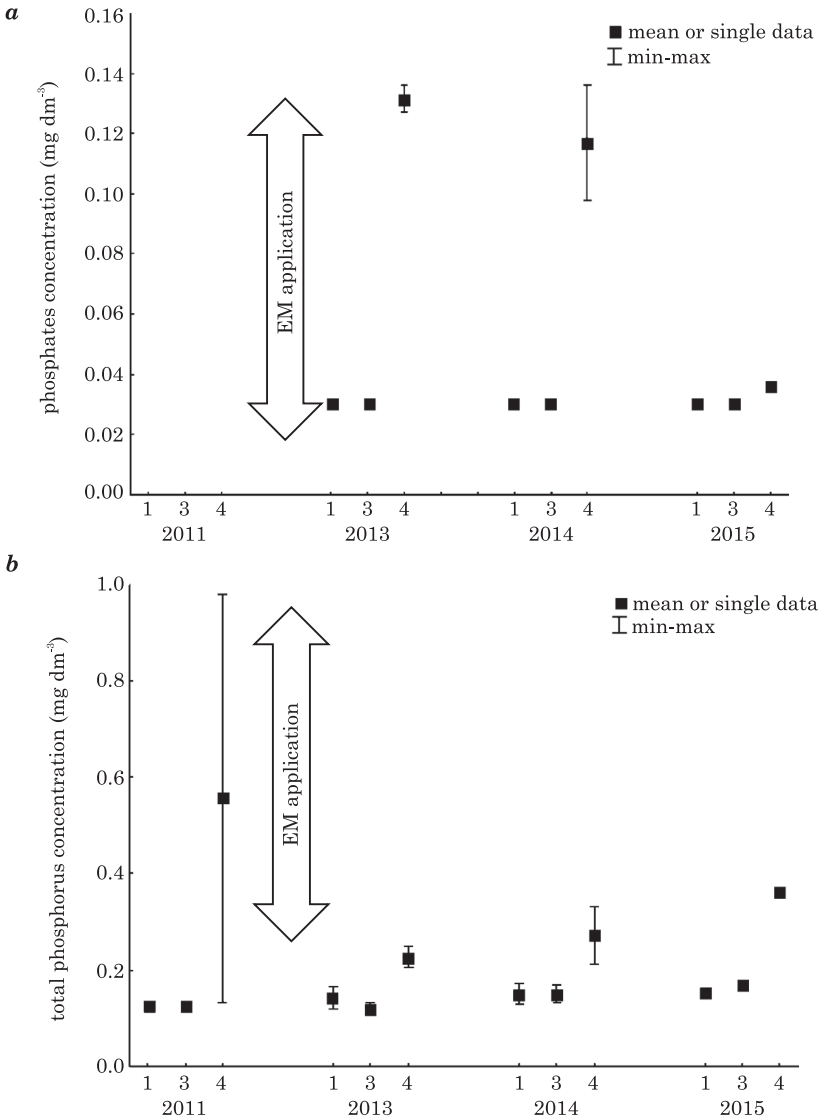 a
0.16
mean or single data
min-max
0.14
0.12
0.10
0.08
0.06
0.04
0.02
0.00
phosphates concentration (mg dm-3)
EM application
1 3 4 1 3 4 1 3 4 1 3 4
2011 2013 2014 2015
b
1.0
mean or single data
min-max
0.8
0.6
0.4
0.2
0.0
total phosphorus concentration (mg dm-3)
EM application
1 3 4 1 3 4 1 3 4 1 3 4
2011 2013 2014 2015